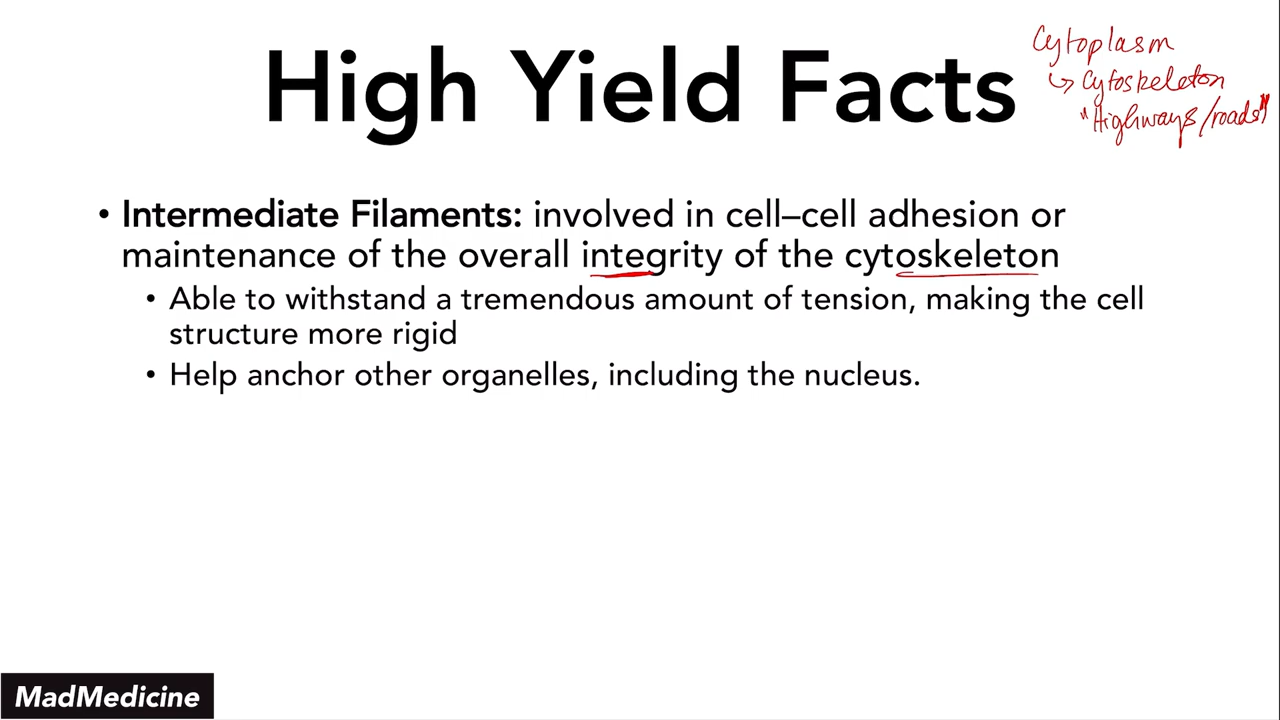 High Yield Facts
Cytoplasm
↳ Cytoskeleton
"Highways/roads"
• Intermediate Filaments: involved in cell–cell adhesion or
maintenance of the overall integrity of the cytoskeleton
• Able to withstand a tremendous amount of tension, making the cell
structure more rigid
• Help anchor other organelles, including the nucleus.
MadMedicine